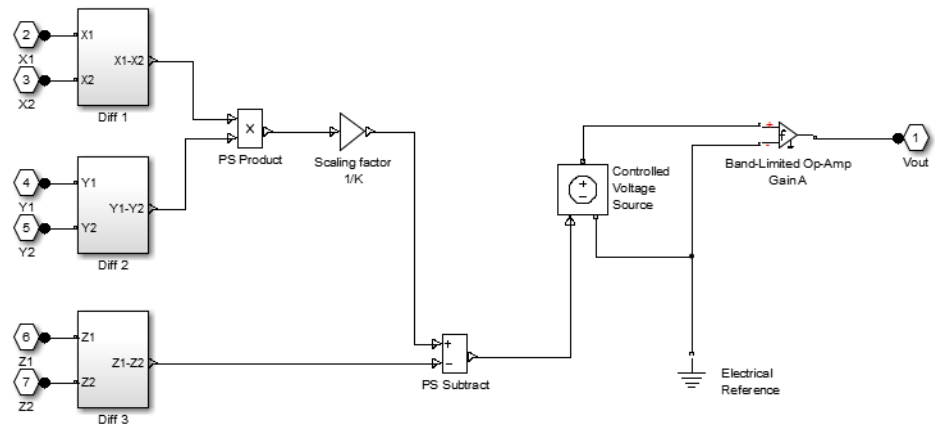 2
X1
X1
X1-X2
3
X2
X2
Diff 1
X
PS Product
Scaling factor
1/K
4
Y1
Y1
Y1-Y2
5
Y2
Y2
Diff 2
6
Z1
Z1
Z1-Z2
7
Z2
Z2
Diff 3
+
−
PS Subtract
+
−
Controlled
Voltage
Source
+
-
f
Band-Limited Op-Amp
Gain A
1
Vout
Electrical
Reference